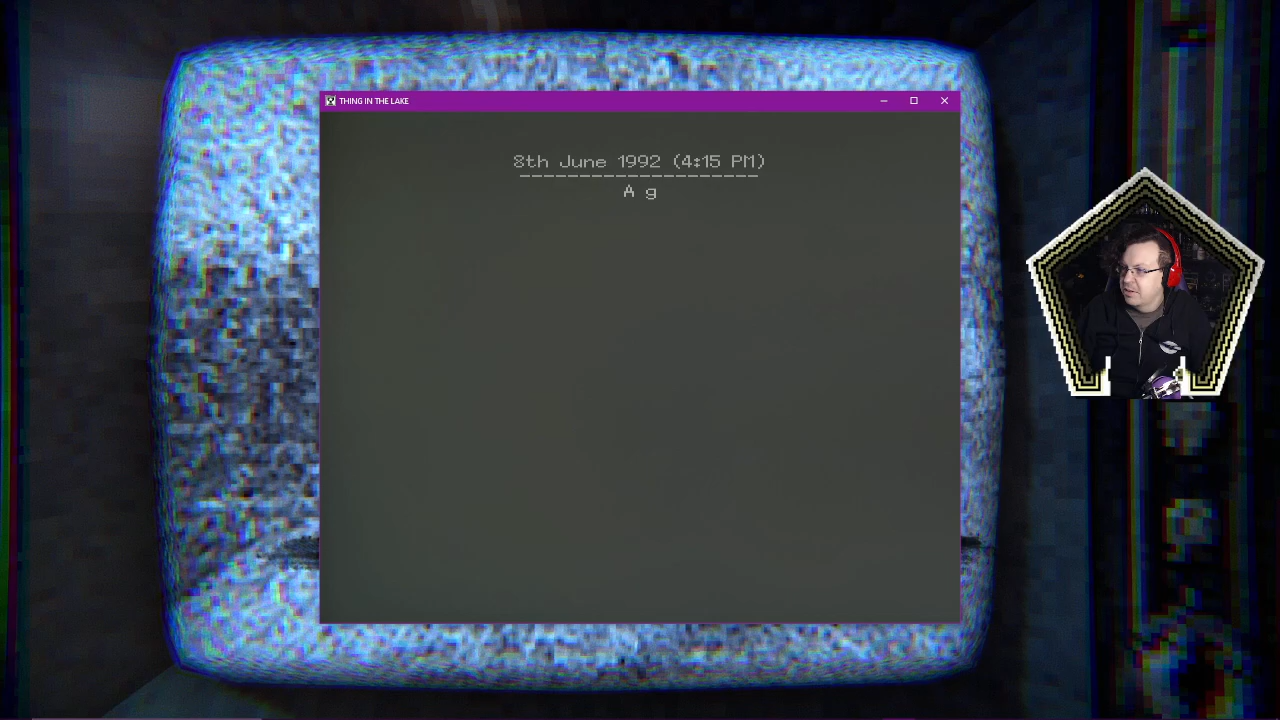 THING IN THE LAKE
8th June 1992 (4:15 PM)
--------------------
A g